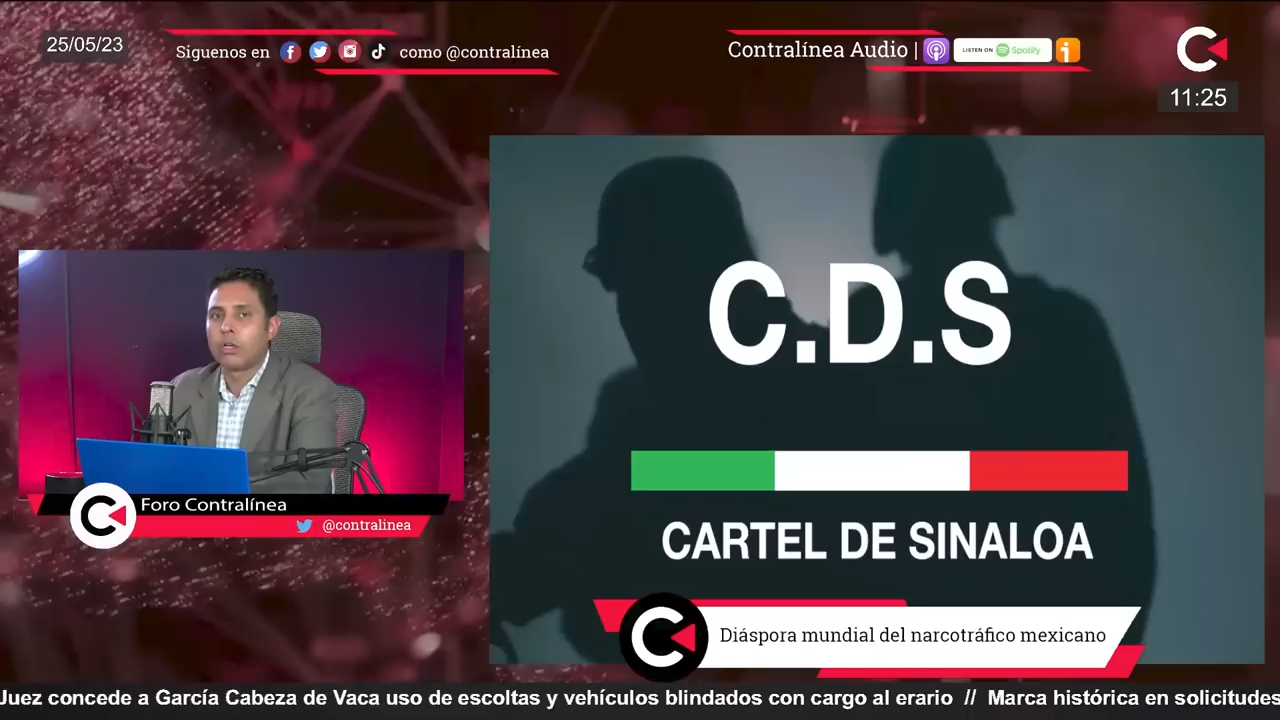 25/05/23
Siguenos en
como @contralínea
Contralínea Audio |
LISTEN ON Spotify
11:25
C.D.S
CARTEL DE SINALOA
Foro Contralínea
@contralinea
Diáspora mundial del narcotráfico mexicano
Juez concede a García Cabeza de Vaca uso de escoltas y vehículos blindados con cargo al erario // Marca histórica en solicitudes